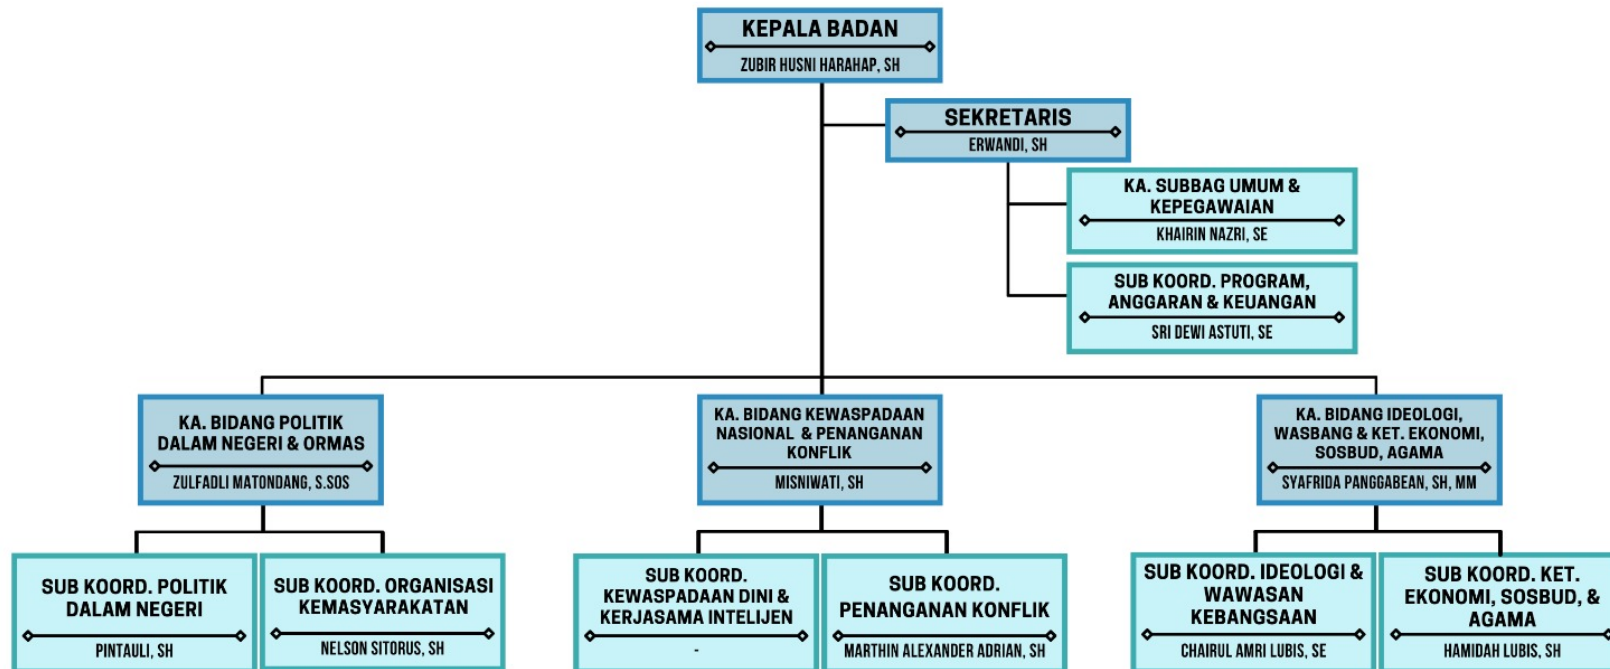 KEPALA BADAN
ZUBIR HUSNI HARAHAP, SH
SEKRETARIS
ERWANDI, SH
KA. SUBBAG UMUM &
KEPEGAWAIAN
KHAIRIN NAZRI, SE
SUB KOORD. PROGRAM,
ANGGARAN & KEUANGAN
SRI DEWI ASTUTI, SE
KA. BIDANG POLITIK
DALAM NEGERI & ORMAS
ZULFADLI MATONDANG, S.SOS
KA. BIDANG KEWASPADAAN
NASIONAL & PENANGANAN
KONFLIK
MISNIWATI, SH
KA. BIDANG IDEOLOGI,
WASBANG & KET. EKONOMI,
SOSBUD, AGAMA
SYAFRIDA PANGGABEAN, SH, MM
SUB KOORD. POLITIK
DALAM NEGERI
PINTAULI, SH
SUB KOORD. ORGANISASI
KEMASYARAKATAN
NELSON SITORUS, SH
SUB KOORD.
KEWASPADAAN DINI &
KERJASAMA INTELIJEN
-
SUB KOORD.
PENANGANAN KONFLIK
MARTHIN ALEXANDER ADRIAN, SH
SUB KOORD. IDEOLOGI &
WAWASAN
KEBANGSAAN
CHAIRUL AMRI LUBIS, SE
SUB KOORD. KET.
EKONOMI, SOSBUD, &
AGAMA
HAMIDAH LUBIS, SH